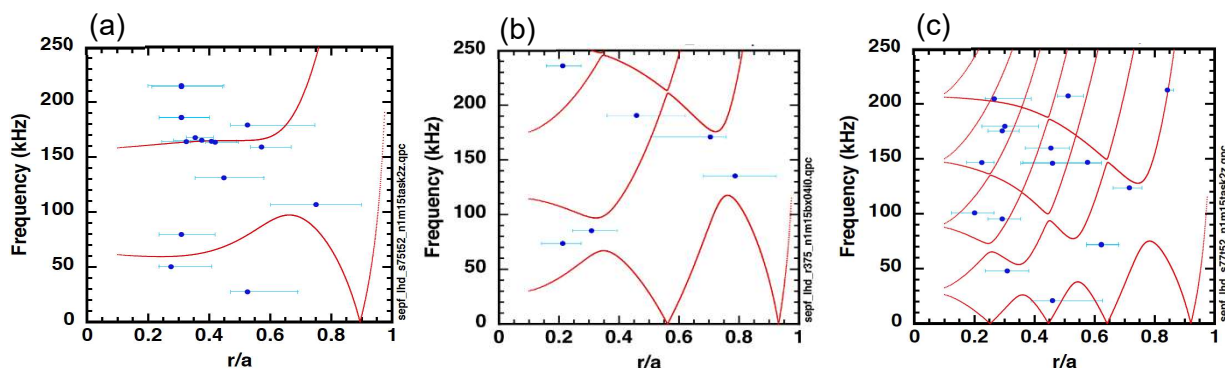 (a)
250
200
150
100
50
0
Frequency (kHz)
0 0.2 0.4 0.6 0.8 1
r/a
sepf_lhd_s75t52_n1m15task2z.qpc
(b)
250
200
150
100
50
0
Frequency (kHz)
0 0.2 0.4 0.6 0.8 1
r/a
sepf_lhd_r375_n1m15bx04l0.qpc
(c)
250
200
150
100
50
0
Frequency (kHz)
0 0.2 0.4 0.6 0.8 1
r/a
sepf_lhd_s77t52_n1m15task2z.qpc